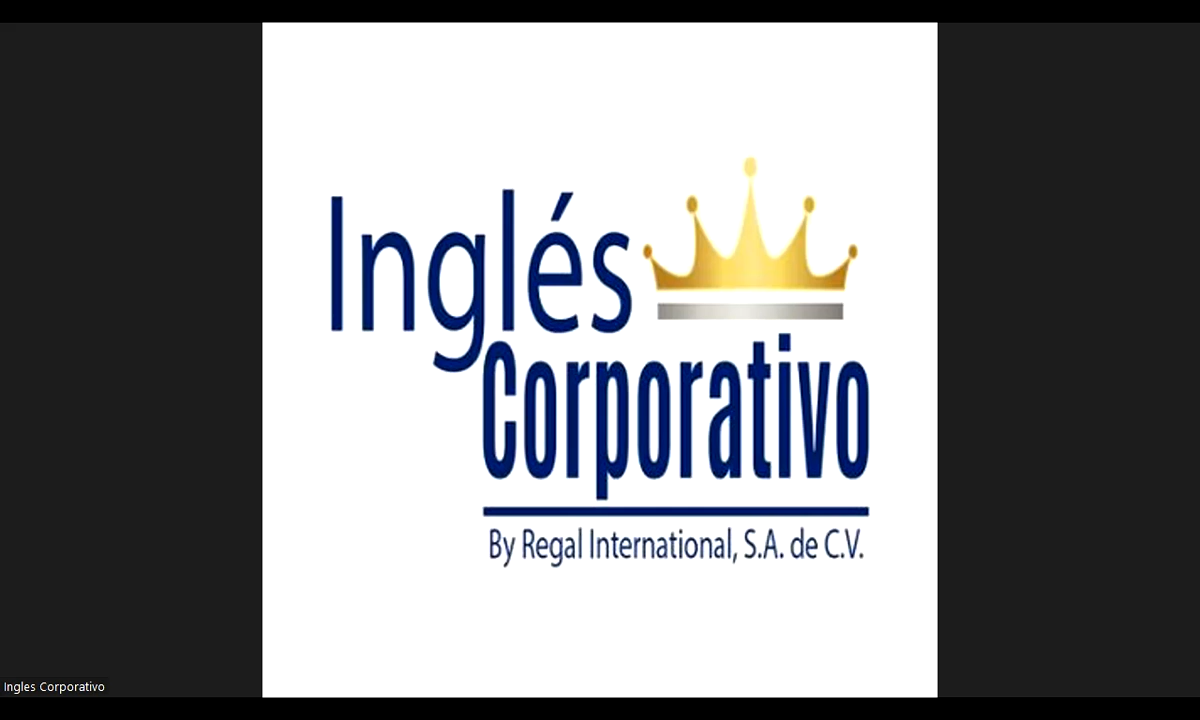 Inglés
Corporativo
By Regal International, S.A. de C.V.
Ingles Corporativo